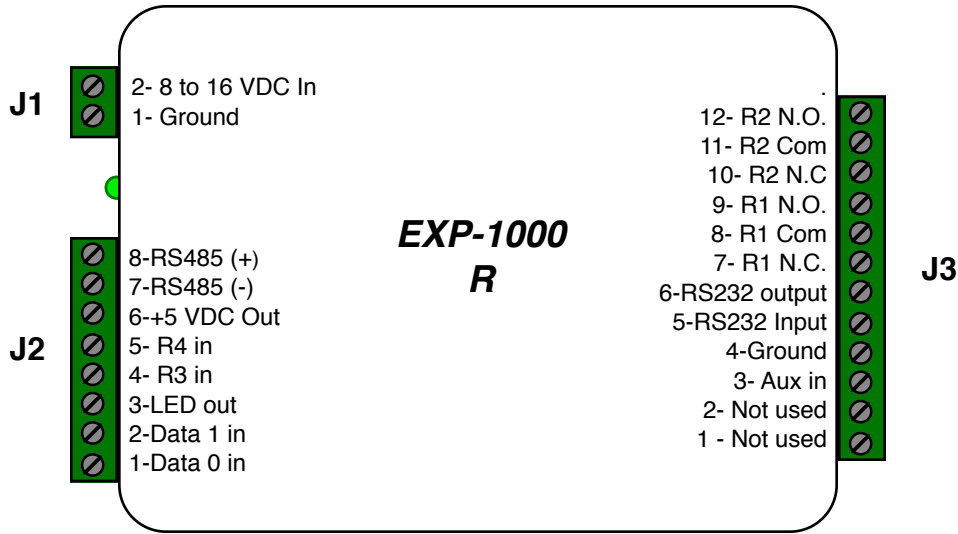 J1
2- 8 to 16 VDC In
1- Ground
J2
8-RS485 (+)
7-RS485 (-)
6-+5 VDC Out
5- R4 in
4- R3 in
3-LED out
2-Data 1 in
1-Data 0 in
EXP-1000
R
.
12- R2 N.O.
11- R2 Com
10- R2 N.C
9- R1 N.O.
8- R1 Com
7- R1 N.C.
6-RS232 output
5-RS232 Input
4-Ground
3- Aux in
2- Not used
1 - Not used
J3